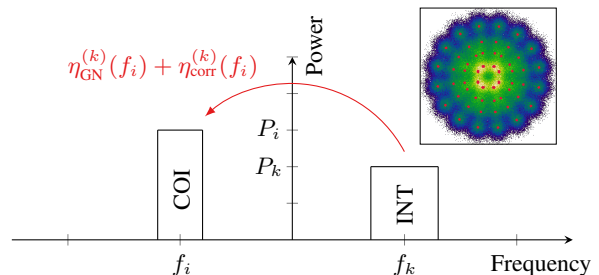 Power
η_GN^(k)(f_i) + η_corr^(k)(f_i)
P_i
P_k
COI
INT
f_i
f_k
Frequency